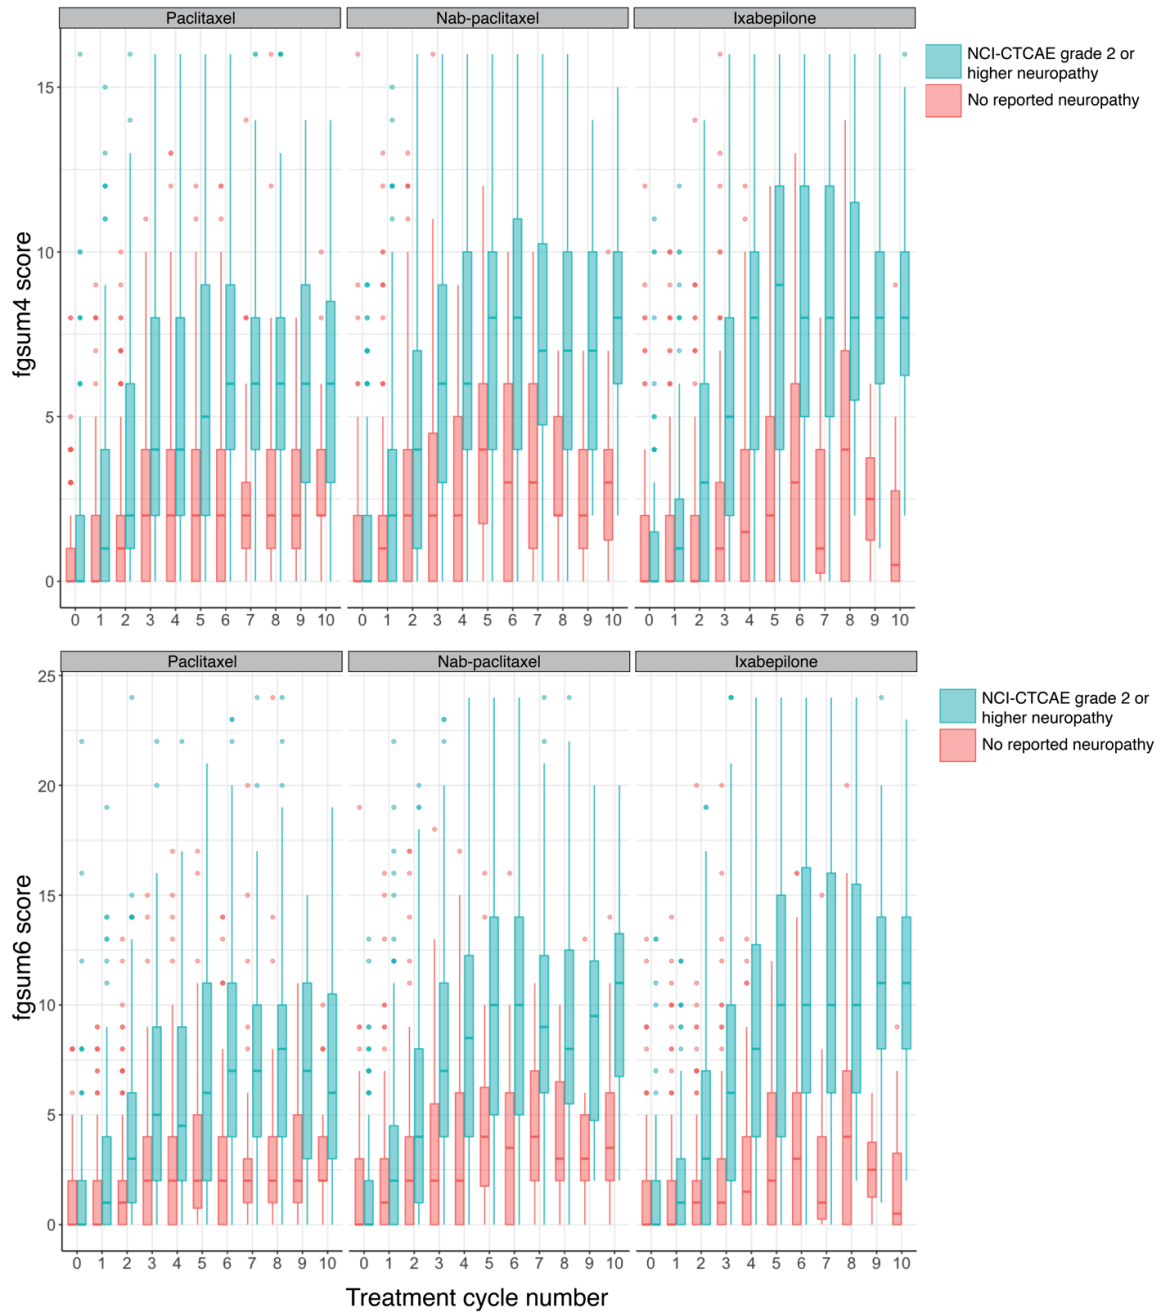 Paclitaxel Nab-paclitaxel Ixabepilone
NCI-CTCAE grade 2 or
higher neuropathy
No reported neuropathy
fgsum4 score
15
10
5
0
0 1 2 3 4 5 6 7 8 9 10 0 1 2 3 4 5 6 7 8 9 10 0 1 2 3 4 5 6 7 8 9 10
Paclitaxel Nab-paclitaxel Ixabepilone
NCI-CTCAE grade 2 or
higher neuropathy
No reported neuropathy
fgsum6 score
25
20
15
10
5
0
0 1 2 3 4 5 6 7 8 9 10 0 1 2 3 4 5 6 7 8 9 10 0 1 2 3 4 5 6 7 8 9 10
Treatment cycle number